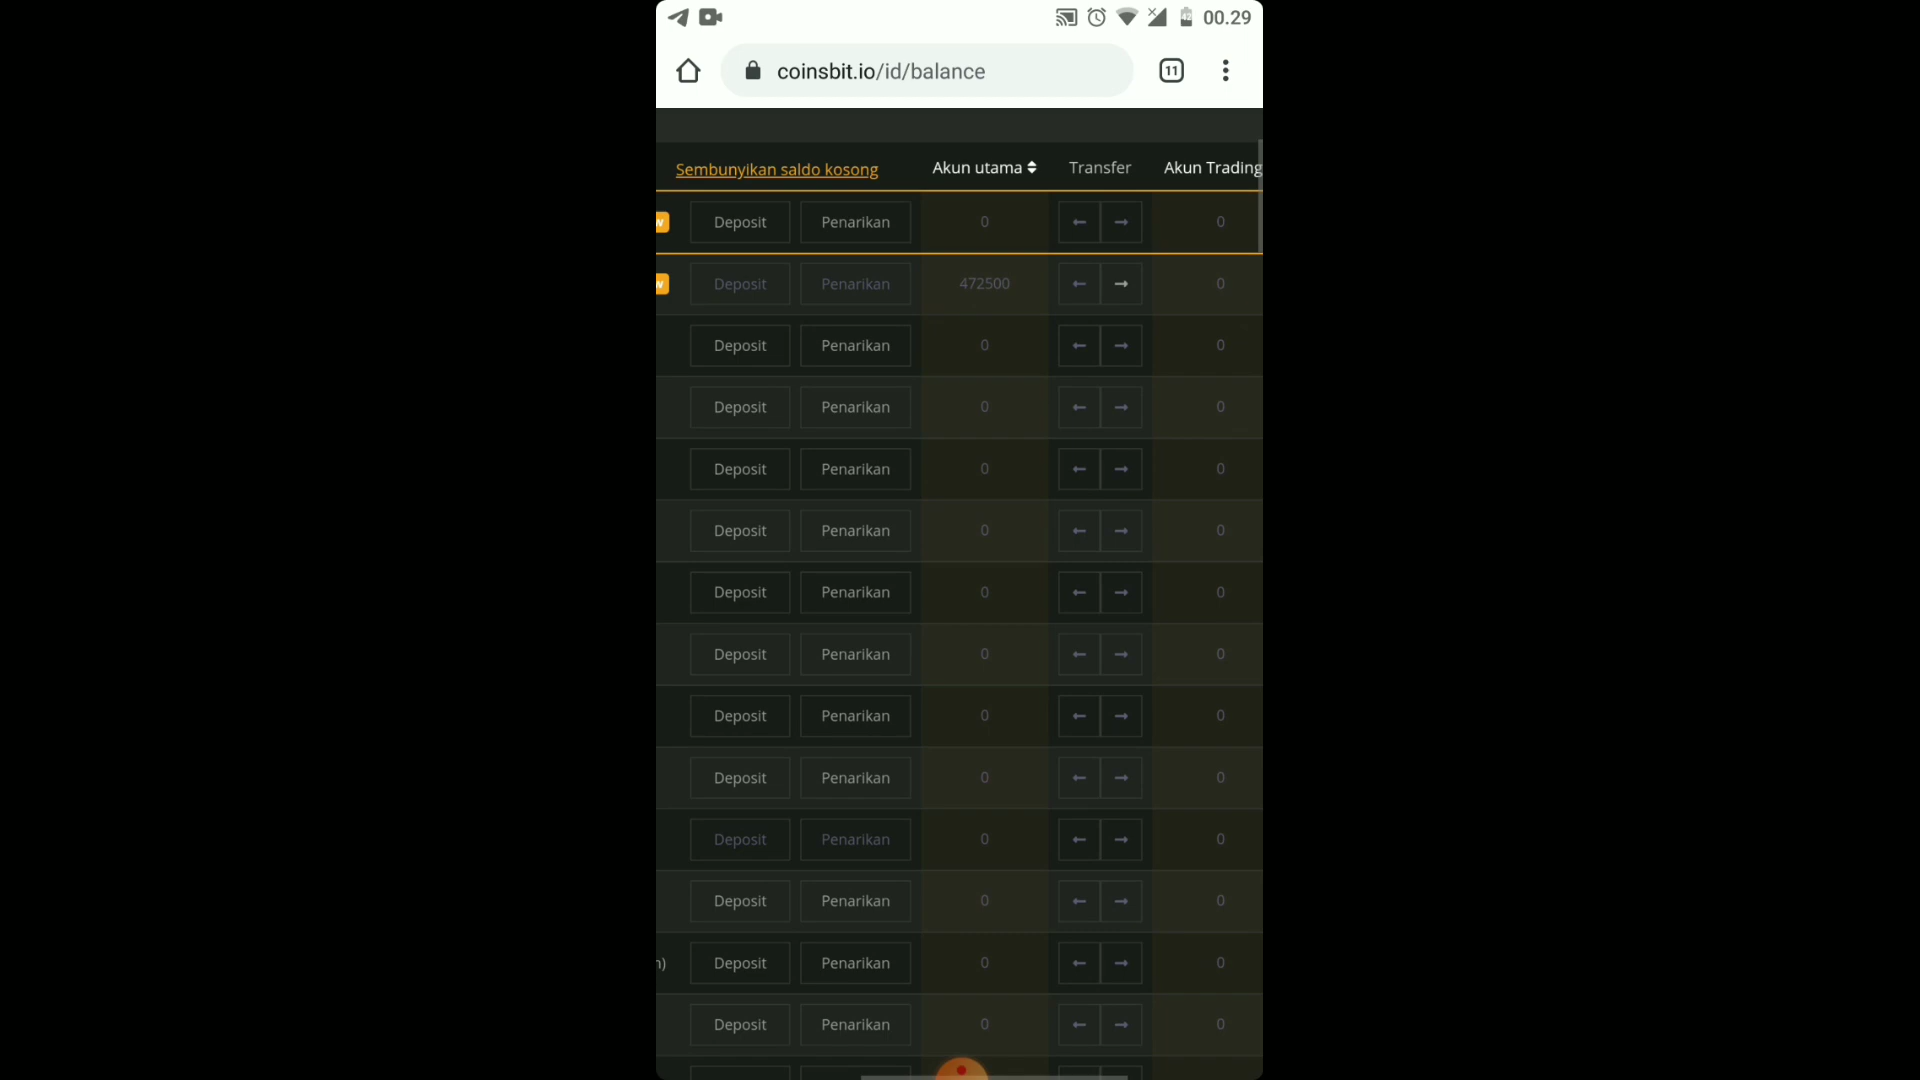 00.29
coinsbit.io/id/balance
11
Sembunyikan saldo kosong Akun utama Transfer Akun Trading
W Deposit Penarikan 0 ← → 0
W Deposit Penarikan 472500 ← → 0
Deposit Penarikan 0 ← → 0
Deposit Penarikan 0 ← → 0
Deposit Penarikan 0 ← → 0
Deposit Penarikan 0 ← → 0
Deposit Penarikan 0 ← → 0
Deposit Penarikan 0 ← → 0
Deposit Penarikan 0 ← → 0
Deposit Penarikan 0 ← → 0
Deposit Penarikan 0 ← → 0
Deposit Penarikan 0 ← → 0
n) Deposit Penarikan 0 ← → 0
Deposit Penarikan 0 ← → 0